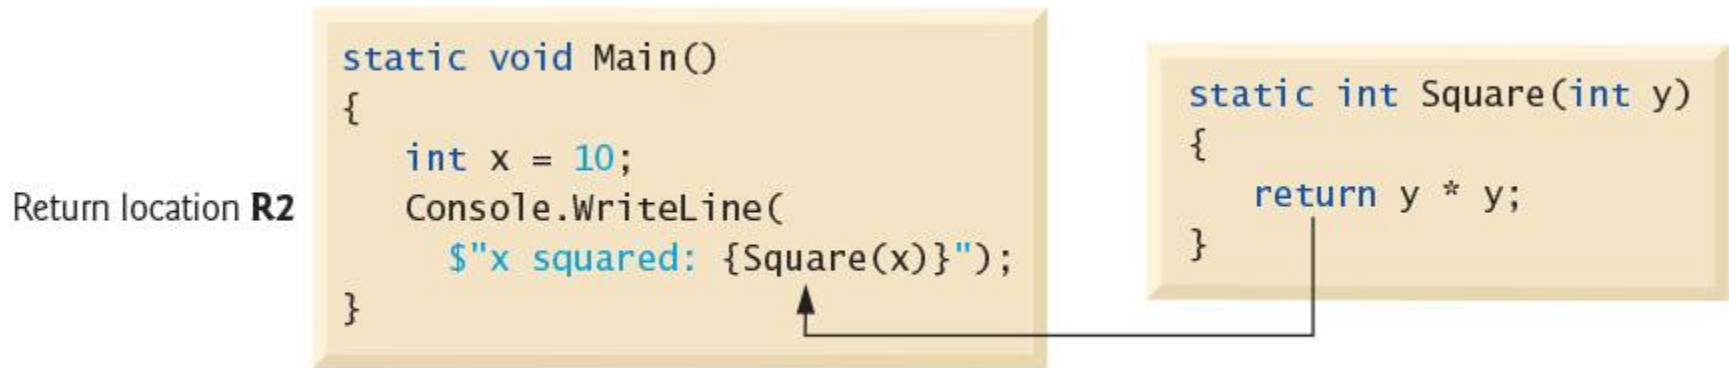 static void Main()
{
int x = 10;
Return location R2
Console.WriteLine(
$"x squared: {Square(x)}");
}
static int Square(int y)
{
return y * y;
}